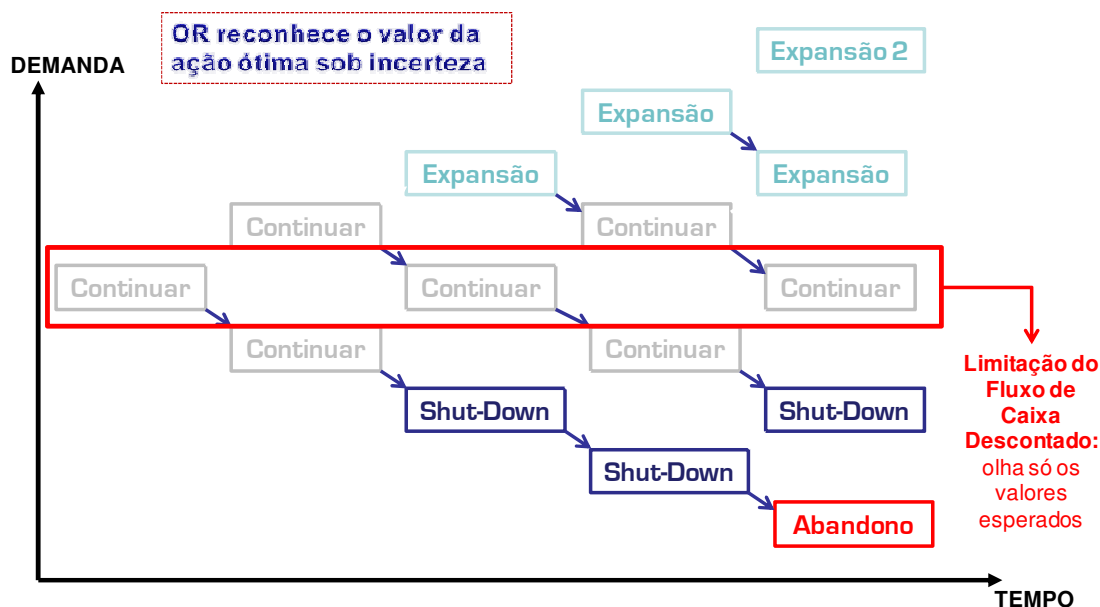 OR reconhece o valor da
ação ótima sob incerteza
Expansão 2
DEMANDA
Expansão
Expansão
Expansão
Continuar
Continuar
Continuar
Continuar
Continuar
Continuar
Continuar
Limitação do
Fluxo de
Caixa
Descontado:
olha só os
valores
esperados
Shut-Down
Shut-Down
Shut-Down
Abandono
TEMPO